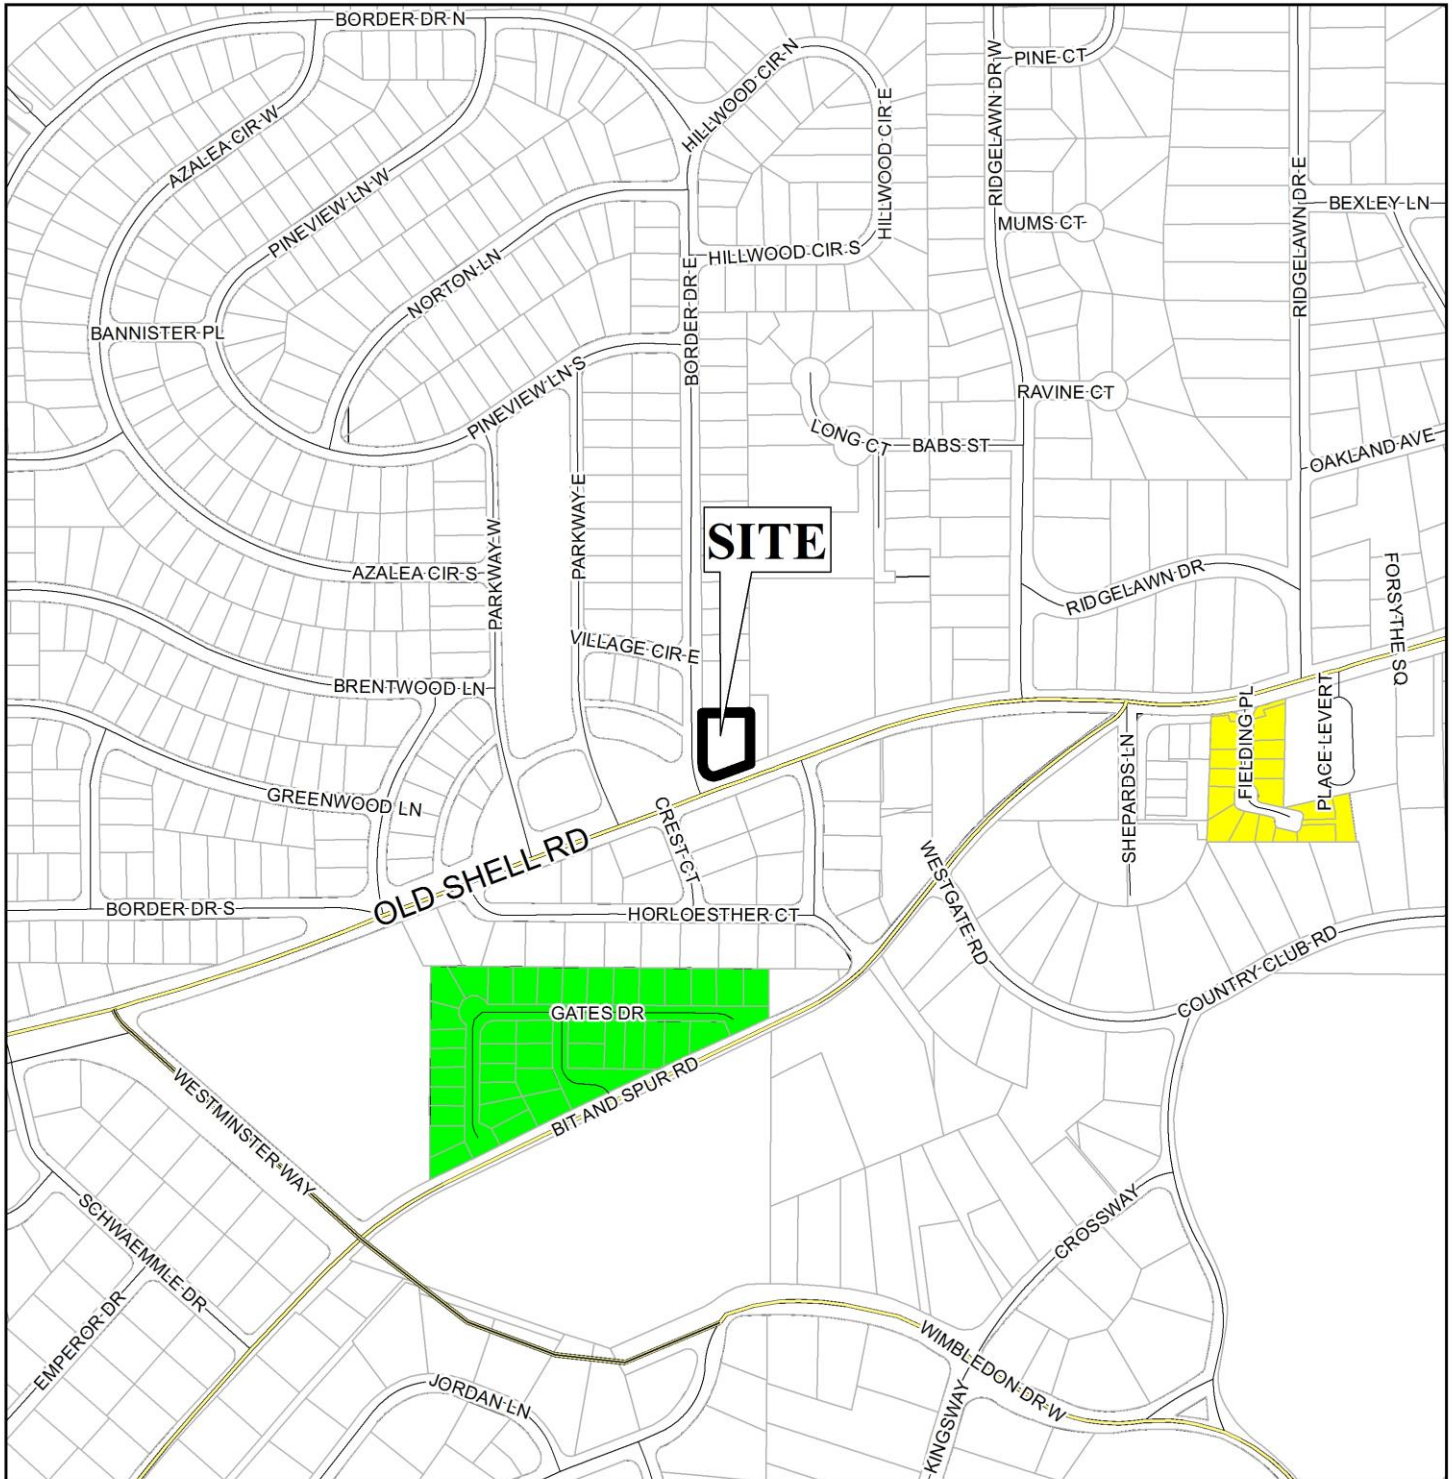 BORDER DR N
HILLWOOD CIR N
PINE CT
RIDGELAWN DR W
HILLWOOD CIR E
AZALEA CIR W
PINEVIEW LN W
BEXLEY LN
MUMS CT
HILLWOOD CIR S
RIDGELAWN DR E
NORTON LN
BORDER DR E
BANNISTER PL
PINEVIEW LN S
RAVINE CT
LONG CT
BABS ST
OAKLAND AVE
PARKWAY E
SITE
PARKWAY W
AZALEA CIR S
RIDGELAWN DR
FORSYTHE SQ
VILLAGE CIR E
BRENTWOOD LN
FIELDING PL
PLACE LEVERT
SHEPARDS LN
GREENWOOD LN
CREST CT
OLD SHELL RD
WESTGATE RD
BORDER DR S
HORLOESTHER CT
COUNTRY CLUB RD
GATES DR
BIT AND SPUR RD
WESTMINSTER WAY
SCHWAEMMLE DR
CROSSWAY
EMPEROR DR
WIMBLEDON DR W
JORDAN LN
KINGSWAY